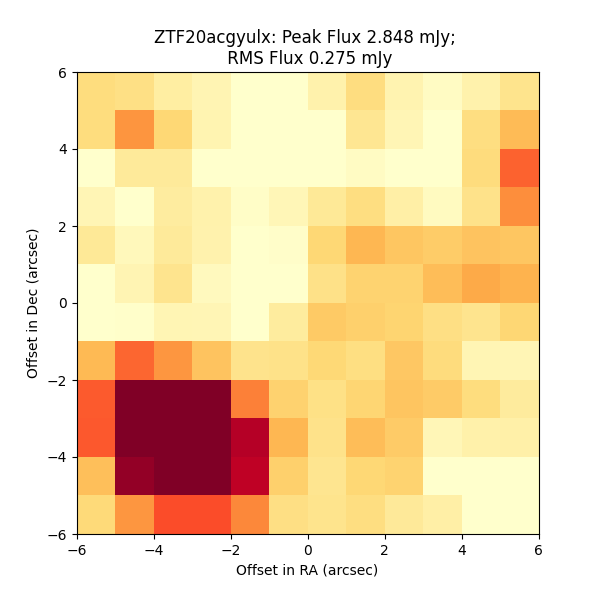 ZTF20acgyulx: Peak Flux 2.848 mJy;
RMS Flux 0.275 mJy
6
4
2
0
−2
−4
−6
Offset in Dec (arcsec)
−6 −4 −2 0 2 4 6
Offset in RA (arcsec)